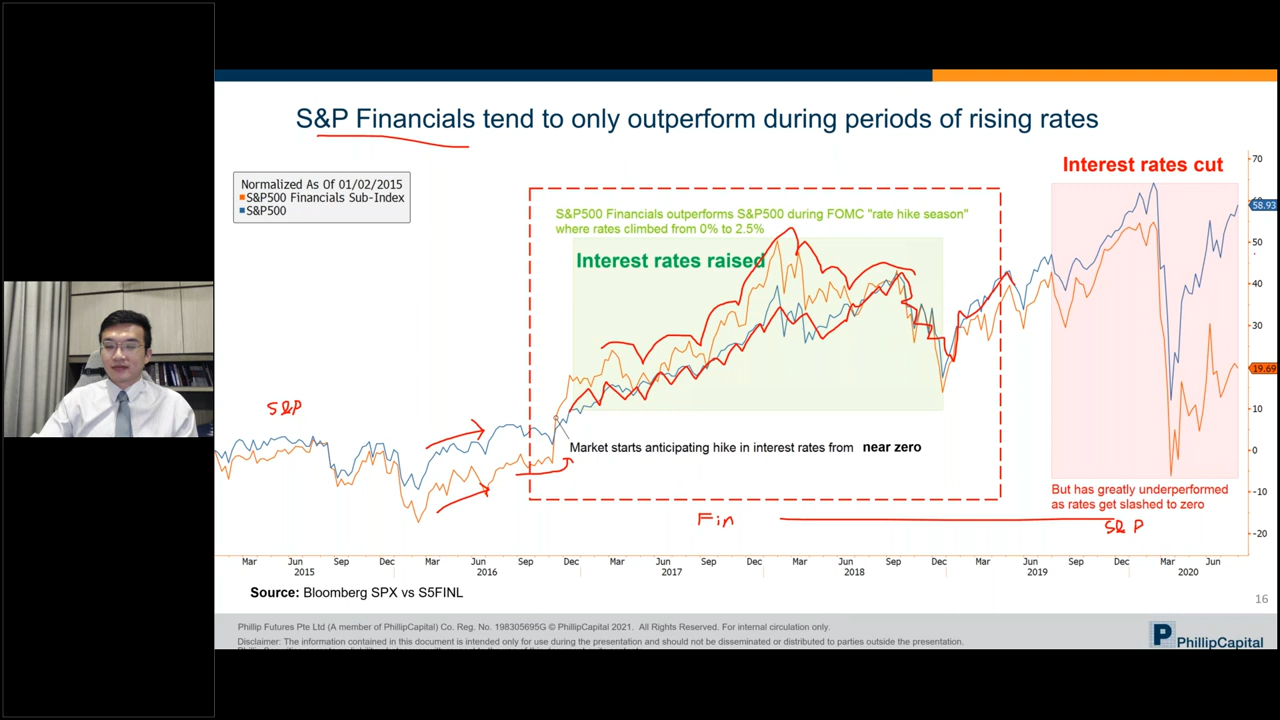 S&P Financials tend to only outperform during periods of rising rates
Normalized As Of 01/02/2015
S&P500 Financials Sub-Index
S&P500
Interest rates cut
S&P500 Financials outperforms S&P500 during FOMC "rate hike season"
where rates climbed from 0% to 2.5%
Interest rates raised
S&P
Market starts anticipating hike in interest rates from near zero
But has greatly underperformed
as rates get slashed to zero
Fin
S&P
70
58.93
50
40
30
19.69
10
0
-10
-20
Mar Jun Sep Dec Mar Jun Sep Dec Mar Jun Sep Dec Mar Jun Sep Dec Mar Jun Sep Dec Mar Jun
2015 2016 2017 2018 2019 2020
Source: Bloomberg SPX vs S5FINL
16
Phillip Futures Pte Ltd (A member of PhillipCapital) Co. Reg. No. 198305695G © PhillipCapital 2021. All Rights Reserved. For internal circulation only.
Disclaimer: The information contained in this document is intended only for use during the presentation and should not be disseminated or distributed to parties outside the presentation.
PhillipCapital